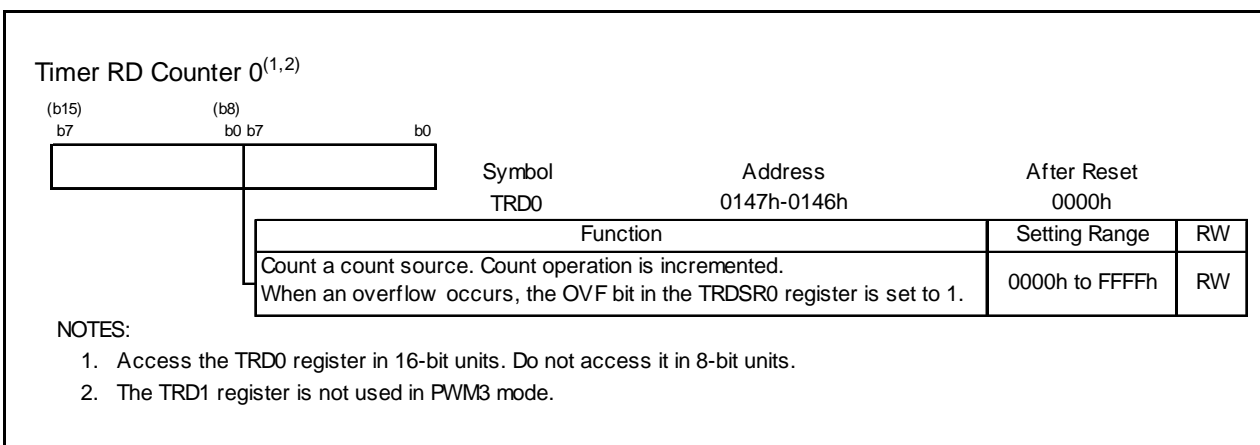 Timer RD Counter 0(1,2)
(b15) (b8)
b7 b0 b7 b0
Symbol Address After Reset
TRD0 0147h-0146h 0000h
Function Setting Range RW
Count a count source. Count operation is incremented.
When an overflow occurs, the OVF bit in the TRDSR0 register is set to 1.
0000h to FFFFh RW
NOTES:
1. Access the TRD0 register in 16-bit units. Do not access it in 8-bit units.
2. The TRD1 register is not used in PWM3 mode.